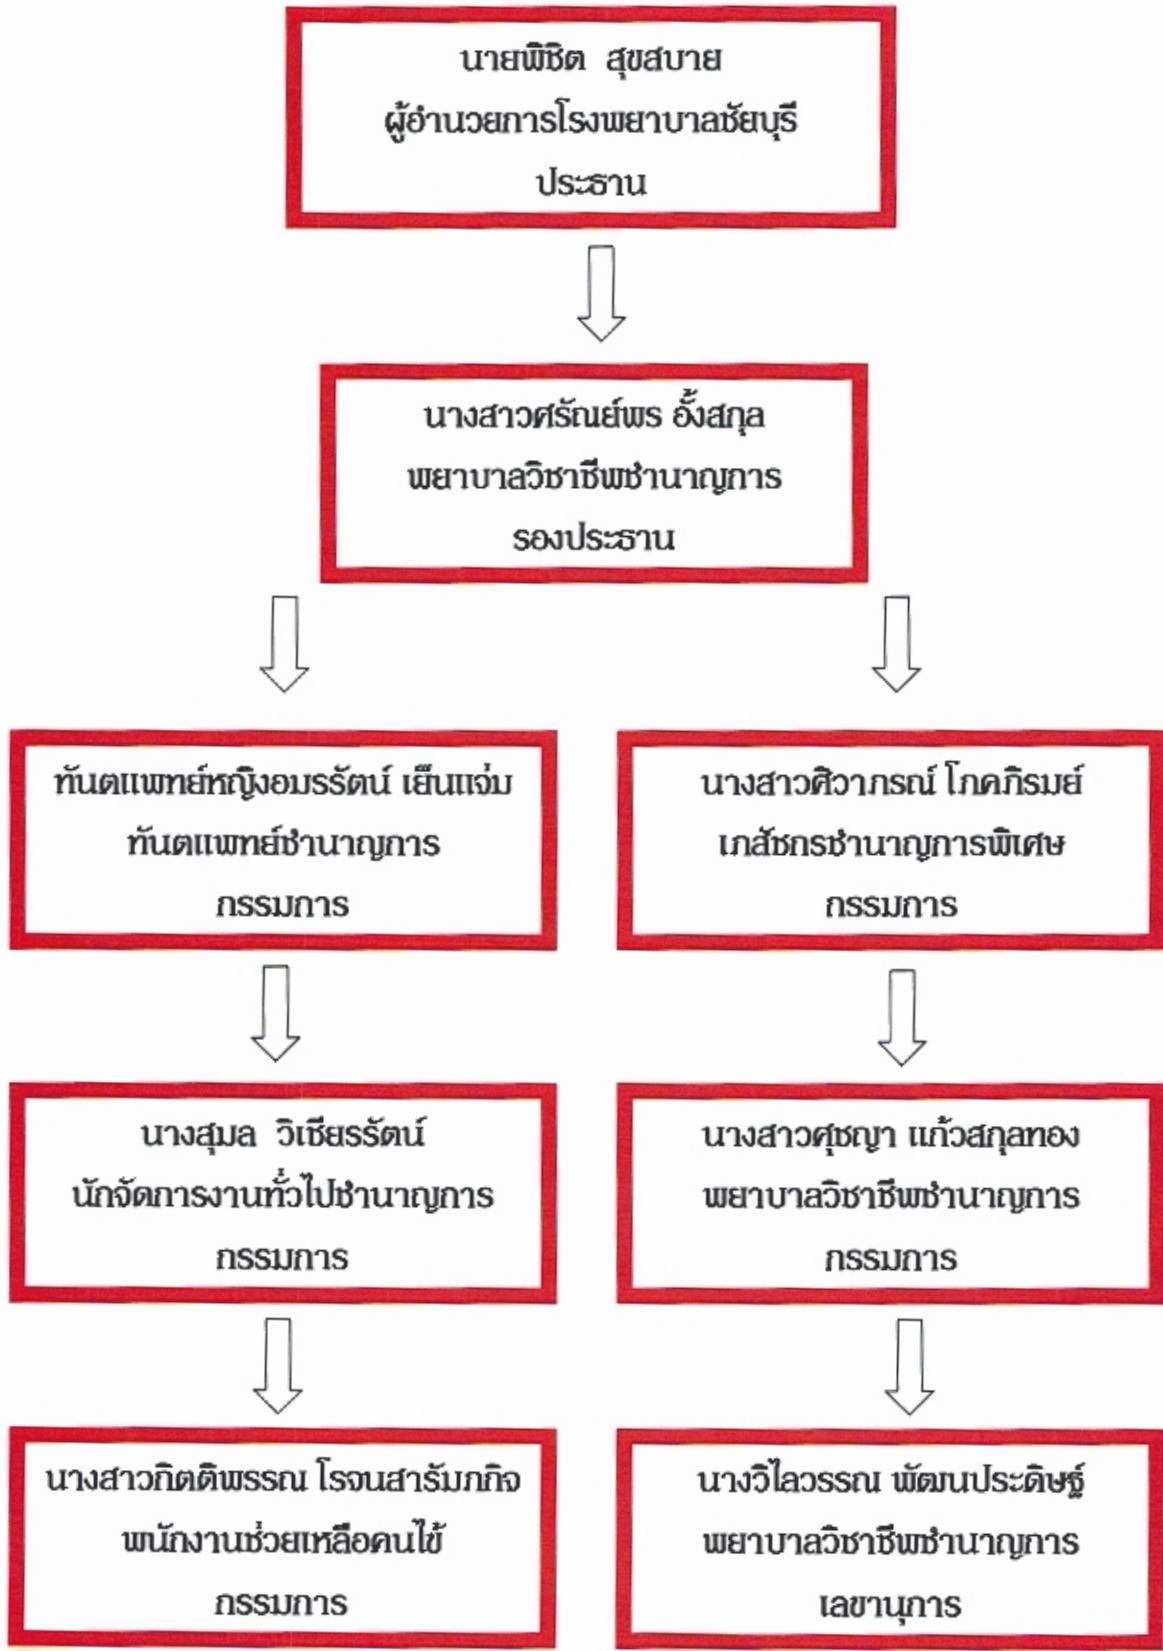 นายพิชิต สุขสบาย
ผู้อำนวยการโรงพยาบาลชัยบุรี
ประธาน
นางสาวศรัณย์พร อั้งสกุล
พยาบาลวิชาชีพชำนาญการ
รองประธาน
ทันตแพทย์หญิงอมรรัตน์ เย็นแจ่ม
ทันตแพทย์ชำนาญการ
กรรมการ
นางสาวศิวาภรณ์ โภคภิรมย์
เภสัชกรชำนาญการพิเศษ
กรรมการ
นางสุมล วิเชียรรัตน์
นักจัดการงานทั่วไปชำนาญการ
กรรมการ
นางสาวศุชญา แก้วสกุลทอง
พยาบาลวิชาชีพชำนาญการ
กรรมการ
นางสาวกิตติพรรณ โรจนสารัมภกิจ
พนักงานช่วยเหลือคนไข้
กรรมการ
นางวิไลวรรณ พัฒนประดิษฐ์
พยาบาลวิชาชีพชำนาญการ
เลขานุการ